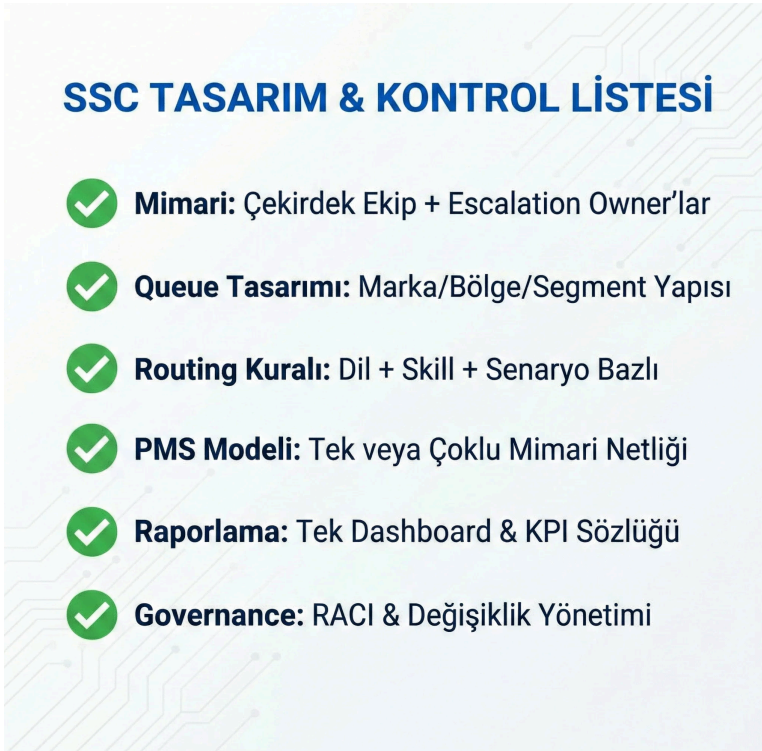 SSC TASARIM & KONTROL LİSTESİ
Mimari: Çekirdek Ekip + Escalation Owner’lar
Queue Tasarımı: Marka/Bölge/Segment Yapısı
Routing Kuralı: Dil + Skill + Senaryo Bazlı
PMS Modeli: Tek veya Çoklu Mimari Netliği
Raporlama: Tek Dashboard & KPI Sözlüğü
Governance: RACI & Değişiklik Yönetimi